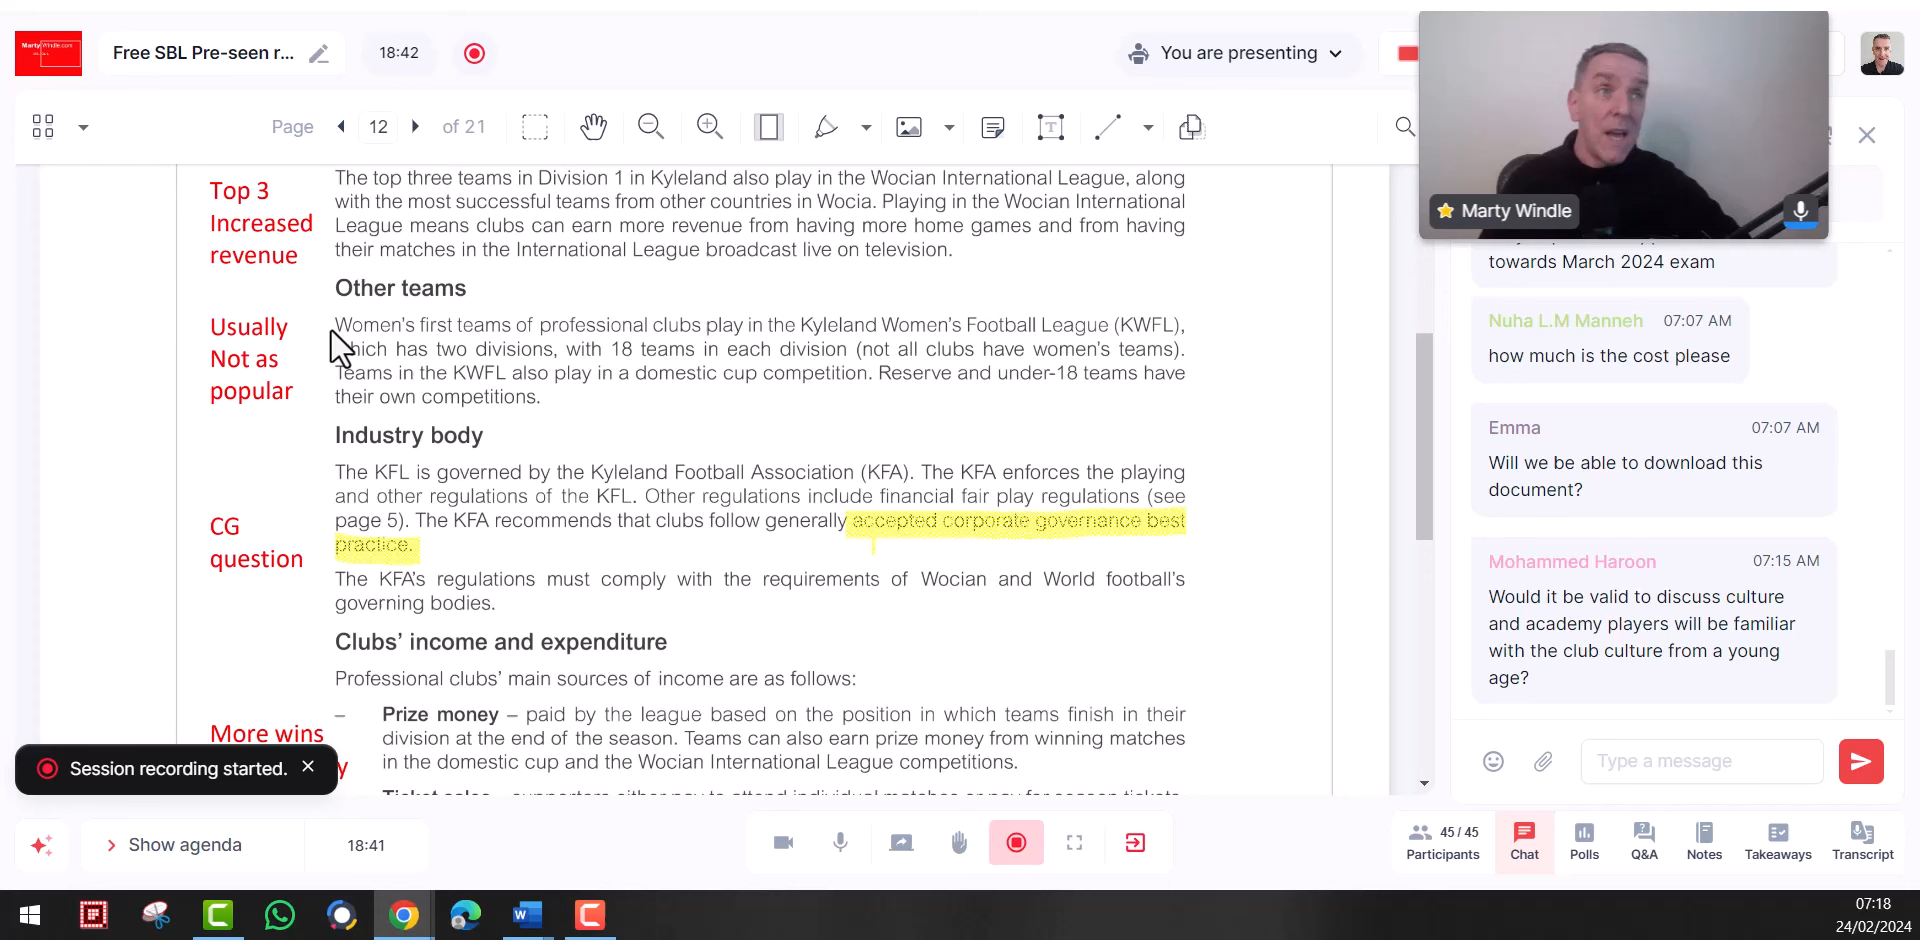 MartyWindle.com
Free SBL Pre-seen r...
18:42
You are presenting
Page 12 of 21
Top 3
Increased
revenue
The top three teams in Division 1 in Kyleland also play in the Wocian International League, along
with the most successful teams from other countries in Wocia. Playing in the Wocian International
League means clubs can earn more revenue from having more home games and from having
their matches in the International League broadcast live on television.
Other teams
Usually
Not as
popular
Women's first teams of professional clubs play in the Kyleland Women's Football League (KWFL),
which has two divisions, with 18 teams in each division (not all clubs have women's teams).
Teams in the KWFL also play in a domestic cup competition. Reserve and under-18 teams have
their own competitions.
Industry body
The KFL is governed by the Kyleland Football Association (KFA). The KFA enforces the playing
and other regulations of the KFL. Other regulations include financial fair play regulations (see
page 5). The KFA recommends that clubs follow generally accepted corporate governance best
practice.
CG
question
The KFA's regulations must comply with the requirements of Wocian and World football's
governing bodies.
Clubs' income and expenditure
Professional clubs' main sources of income are as follows:
More wins
y
– Prize money – paid by the league based on the position in which teams finish in their
division at the end of the season. Teams can also earn prize money from winning matches
in the domestic cup and the Wocian International League competitions.
Ticket sales – supporters either pay to attend individual matches or pay for season tickets.
Session recording started.
Marty Windle
towards March 2024 exam
Nuha L.M Manneh 07:07 AM
how much is the cost please
Emma 07:07 AM
Will we be able to download this
document?
Mohammed Haroon 07:15 AM
Would it be valid to discuss culture
and academy players will be familiar
with the club culture from a young
age?
Type a message
Show agenda
18:41
45/45
Participants
Chat
Polls
Q&A
Notes
Takeaways
Transcript
07:18
24/02/2024